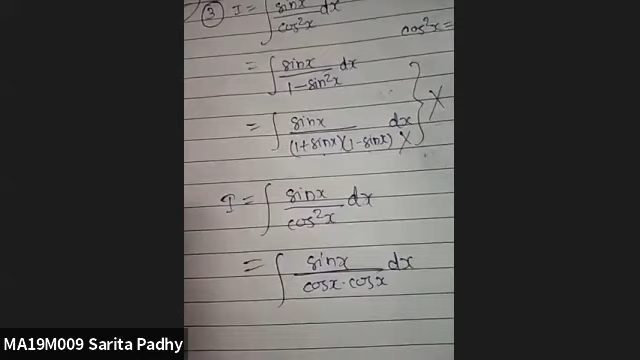 ③ I = ∫ sinx/cos²x dx
cos²x =
= ∫ sinx/1-sin²x dx
= ∫ sinx/(1+sinx)(1-sinx) dx
I = ∫ sinx/cos²x dx
= ∫ sinx/cosx·cosx dx
MA19M009 Sarita Padhy